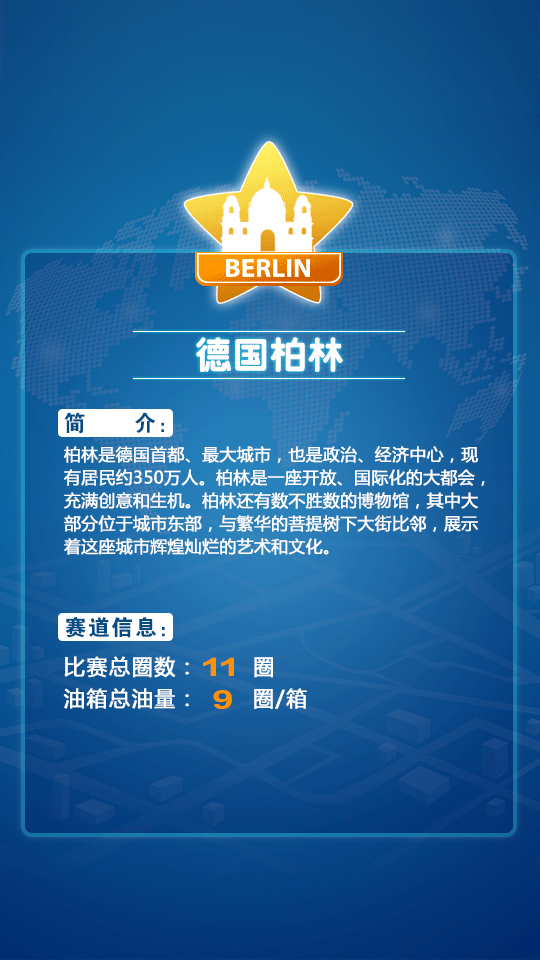 BERLIN
德国柏林
简 介:
柏林是德国首都、最大城市，也是政治、经济中心，现
有居民约350万人。柏林是一座开放、国际化的大都会，
充满创意和生机。柏林还有数不胜数的博物馆，其中大
部分位于城市东部，与繁华的菩提树下大街比邻，展示
着这座城市辉煌灿烂的艺术和文化。
赛道信息:
比赛总圈数： 11 圈
油箱总油量： 9 圈/箱